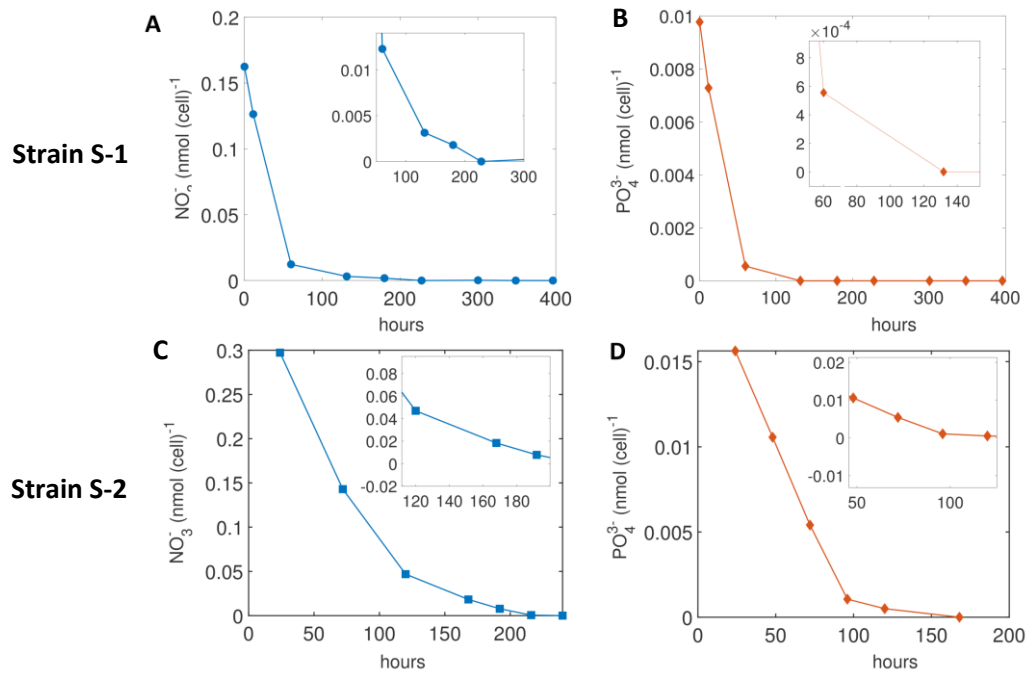 A
B
0.2
0.15
0.1
0.05
0
NO (nmol (cell)⁻¹
0 100 200 300 400
hours
0.01
0.005
0
100 200 300
0.01
0.008
0.006
0.004
0.002
0
PO₄³⁻ (nmol (cell)⁻¹
0 100 200 300 400
hours
×10⁻⁴
8
6
4
2
0
60 80 100 120 140
Strain S-1
C
D
0.3
0.25
0.2
0.15
0.1
0.05
0
NO₃⁻ (nmol (cell)⁻¹
0 50 100 150 200
hours
0.08
0.06
0.04
0.02
0
-0.02
120 140 160 180
0.015
0.01
0.005
0
PO₄³⁻ (nmol (cell)⁻¹
0 50 100 150 200
hours
0.02
0.01
0
-0.01
50 100
Strain S-2